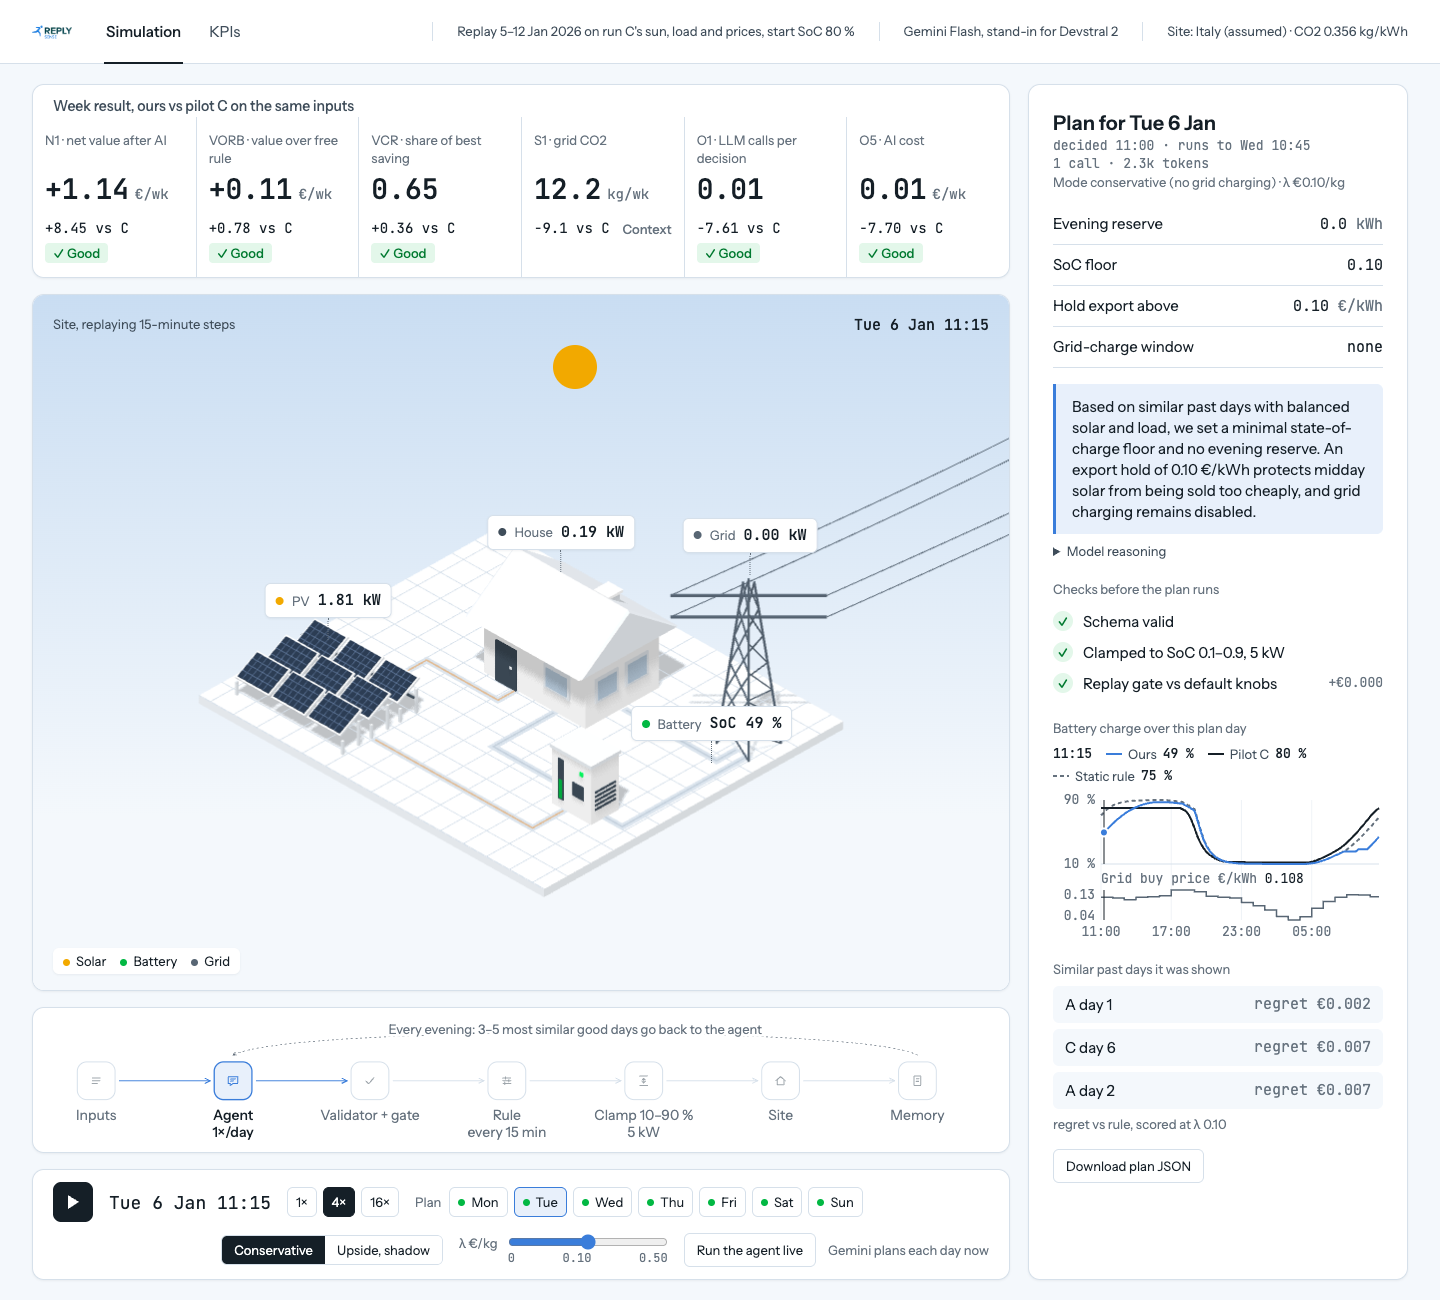 REPLY
Simulation
KPIs
Replay 5–12 Jan 2026 on run C's sun, load and prices, start SoC 80 %
Gemini Flash, stand-in for Devstral 2
Site: Italy (assumed) · CO2 0.356 kg/kWh
Week result, ours vs pilot C on the same inputs
N1 · net value after AI
+1.14 €/wk
+8.45 vs C
✓ Good
VORB · value over free
rule
+0.11 €/wk
+0.78 vs C
✓ Good
VCR · share of best
saving
0.65
+0.36 vs C
✓ Good
S1 · grid CO2
12.2 kg/wk
-9.1 vs C Context
O1 · LLM calls per
decision
0.01
-7.61 vs C
✓ Good
O5 · AI cost
0.01 €/wk
-7.70 vs C
✓ Good
Site, replaying 15-minute steps
Tue 6 Jan 11:15
House 0.19 kW
Grid 0.00 kW
PV 1.81 kW
Battery SoC 49 %
Solar
Battery
Grid
Every evening: 3–5 most similar good days go back to the agent
Inputs
Agent
1×/day
Validator + gate
Rule
every 15 min
Clamp 10–90 %
5 kW
Site
Memory
Tue 6 Jan 11:15
1×
4×
16×
Plan
Mon
Tue
Wed
Thu
Fri
Sat
Sun
Conservative
Upside, shadow
λ €/kg
0 0.10 0.50
Run the agent live
Gemini plans each day now
Plan for Tue 6 Jan
decided 11:00 · runs to Wed 10:45
1 call · 2.3k tokens
Mode conservative (no grid charging) · λ €0.10/kg
Evening reserve 0.0 kWh
SoC floor 0.10
Hold export above 0.10 €/kWh
Grid-charge window none
Based on similar past days with balanced
solar and load, we set a minimal state-of-
charge floor and no evening reserve. An
export hold of 0.10 €/kWh protects midday
solar from being sold too cheaply, and grid
charging remains disabled.
Model reasoning
Checks before the plan runs
Schema valid
Clamped to SoC 0.1–0.9, 5 kW
Replay gate vs default knobs +€0.000
Battery charge over this plan day
11:15 Ours 49 % Pilot C 80 %
Static rule 75 %
90 %
10 %
Grid buy price €/kWh 0.108
0.13
0.04
11:00 17:00 23:00 05:00
Similar past days it was shown
A day 1 regret €0.002
C day 6 regret €0.007
A day 2 regret €0.007
regret vs rule, scored at λ 0.10
Download plan JSON